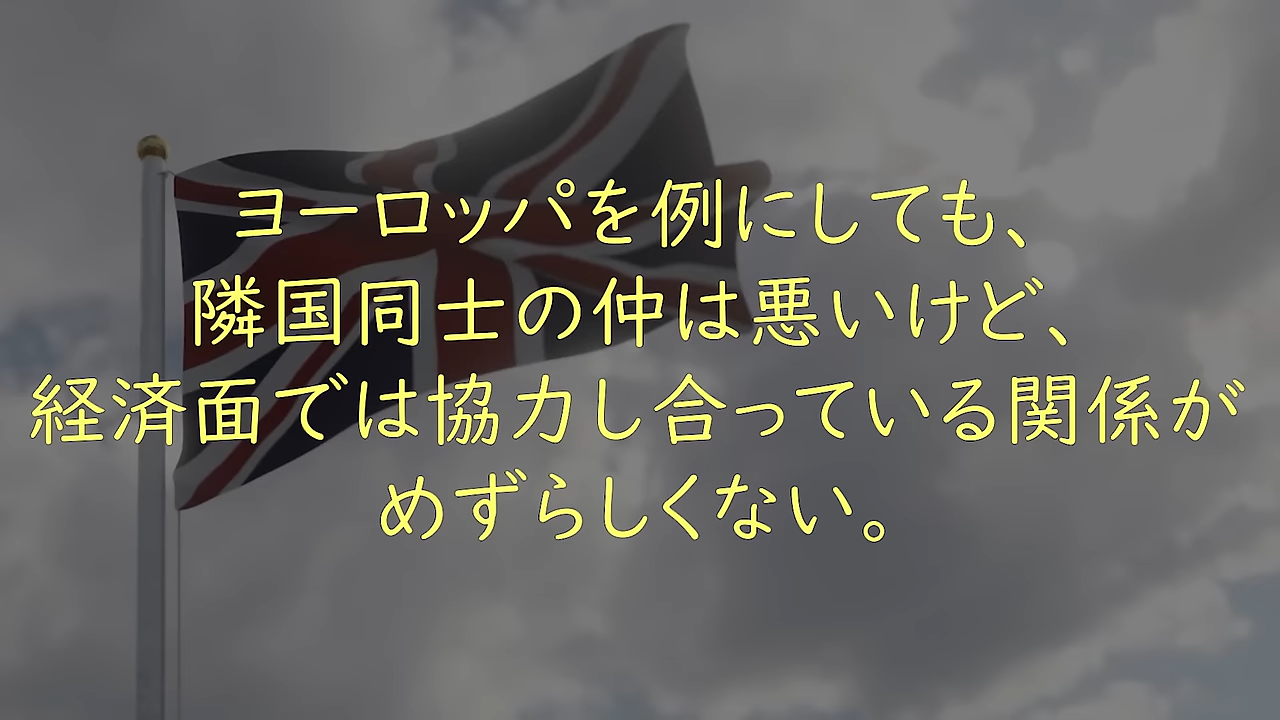 ヨーロッパを例にしても、
隣国同士の仲は悪いけど、
経済面では協力し合っている関係が
めずらしくない。